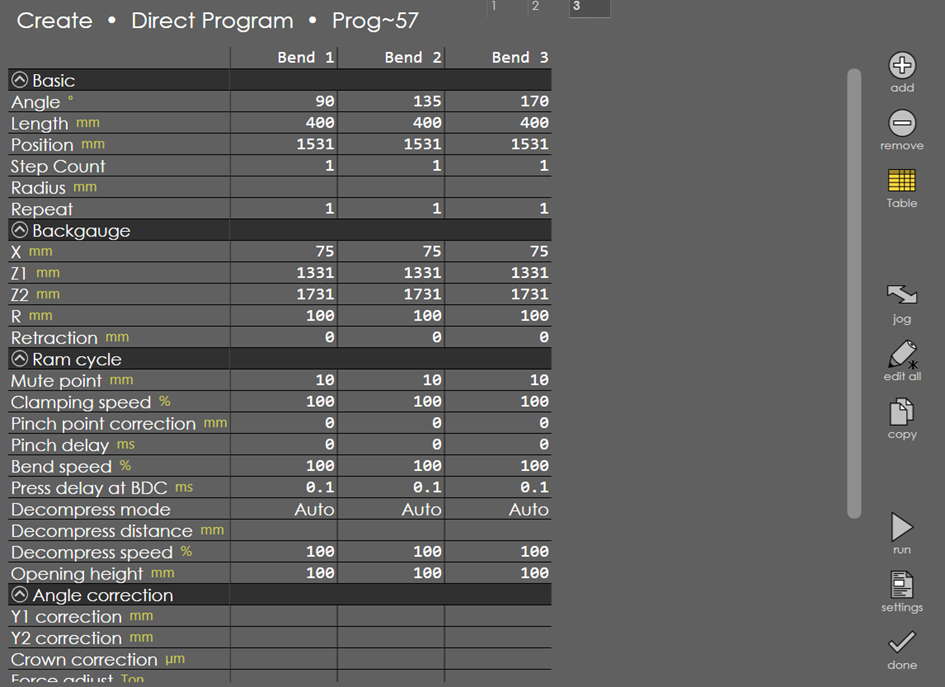 Create • Direct Program • Prog~57
1 2 3
Bend 1 Bend 2 Bend 3
Basic
Angle ° 90 135 170
Length mm 400 400 400
Position mm 1531 1531 1531
Step Count 1 1 1
Radius mm
Repeat 1 1 1
Backgauge
X mm 75 75 75
Z1 mm 1331 1331 1331
Z2 mm 1731 1731 1731
R mm 100 100 100
Retraction mm 0 0 0
Ram cycle
Mute point mm 10 10 10
Clamping speed % 100 100 100
Pinch point correction mm 0 0 0
Pinch delay ms 0 0 0
Bend speed % 100 100 100
Press delay at BDC ms 0.1 0.1 0.1
Decompress mode Auto Auto Auto
Decompress distance mm
Decompress speed % 100 100 100
Opening height mm 100 100 100
Angle correction
Y1 correction mm
Y2 correction mm
Crown correction µm
Force adjust Ton
add
remove
Table
jog
edit all
copy
run
settings
done